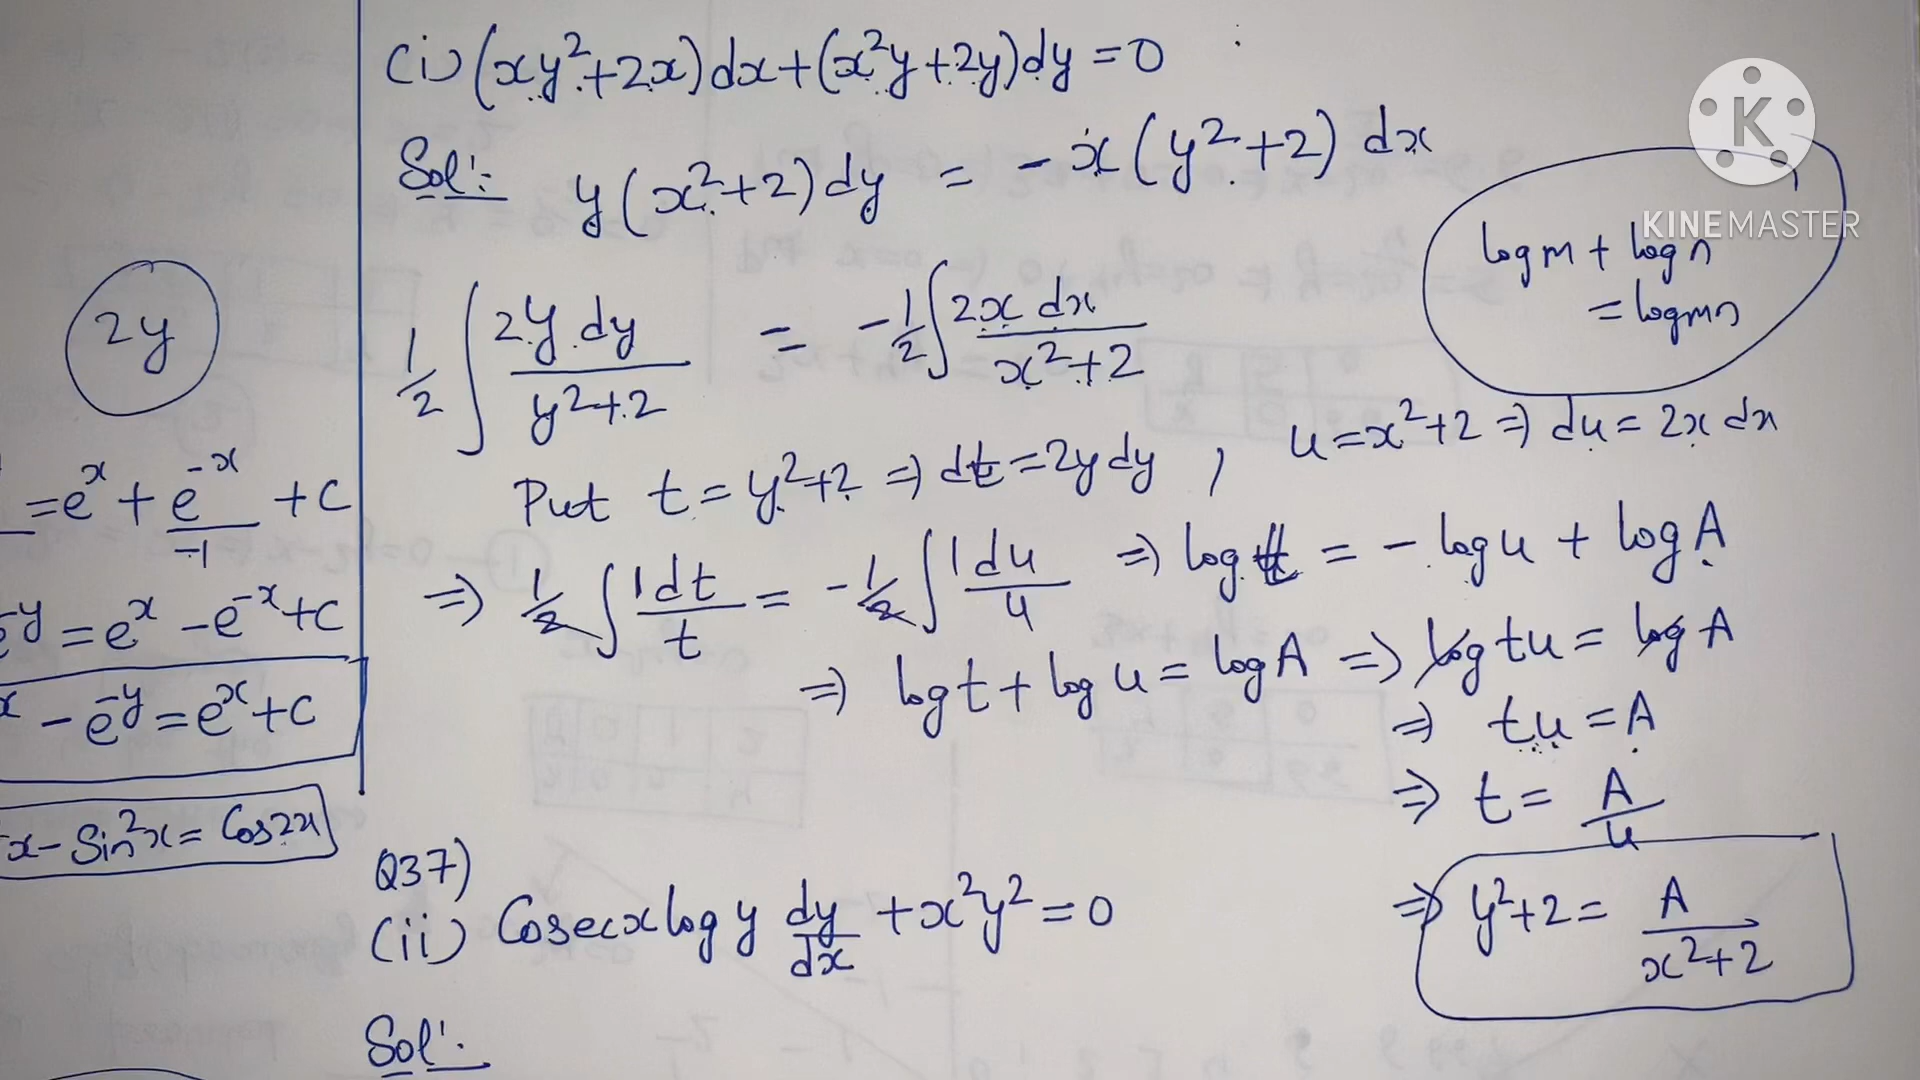 2y
= e^x + e^-x/-1 + c
e^-y = e^x - e^-x + c
x - e^-y = e^x + c
x - Sin²x = Cos2x
(i) (xy²+2x)dx+(x²y+2y)dy = 0
Sol':- y(x²+2)dy = -x(y²+2) dx
1/2 ∫ 2y dy / y²+2 = -1/2 ∫ 2x dx / x²+2
Put t = y²+2 => dt = 2y dy , u = x²+2 => du = 2x dx
=> 1/2 ∫ 1 dt / t = -1/2 ∫ 1 du / u => log t = - log u + log A
=> log t + log u = log A => log tu = log A
=> tu = A
=> t = A/u
=> y²+2 = A / x²+2
Q37)
(ii) Cosec x log y dy/dx + x²y² = 0
Sol':-
K
KINEMASTER
log m + log n
= log mn